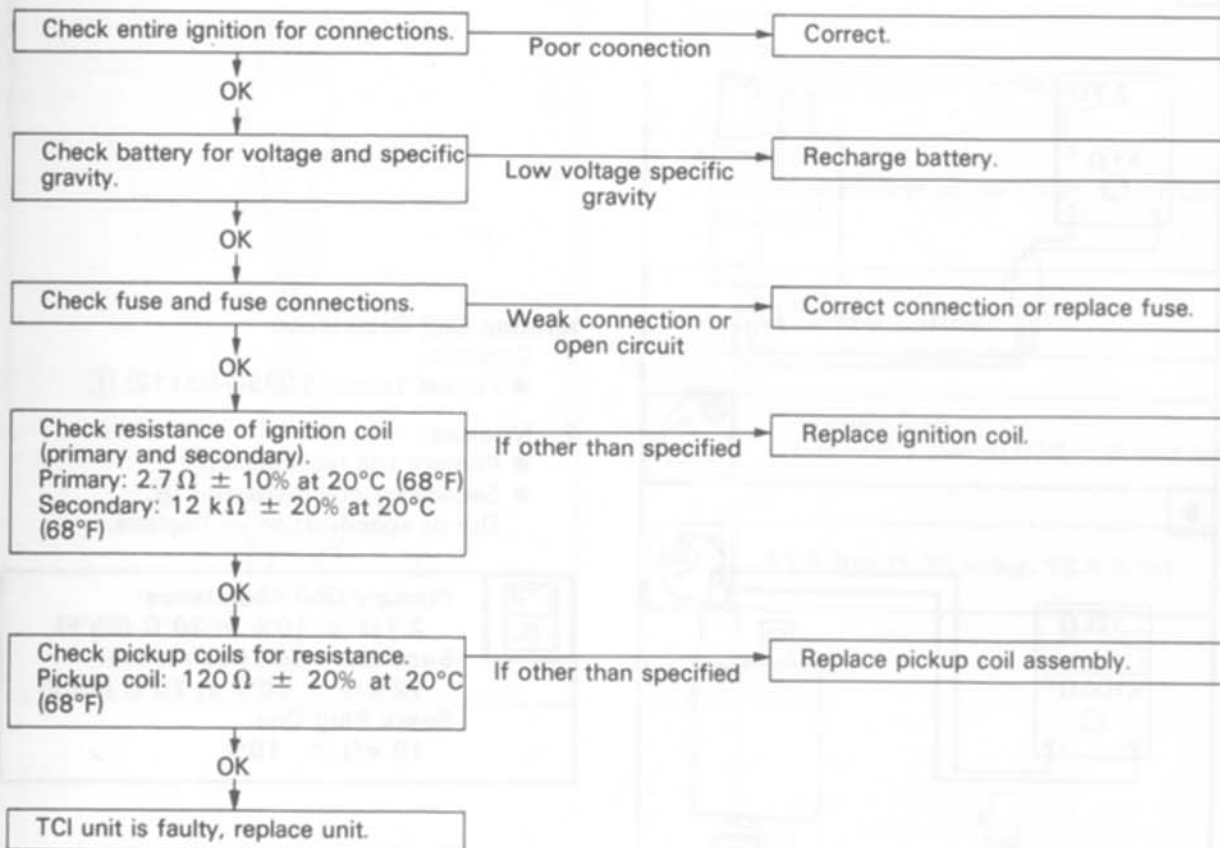 Check entire ignition for connections.
Poor coonection
Correct.
OK
Check battery for voltage and specific
gravity.
Low voltage specific
gravity
Recharge battery.
OK
Check fuse and fuse connections.
Weak connection or
open circuit
Correct connection or replace fuse.
OK
Check resistance of ignition coil
(primary and secondary).
Primary: 2.7 Ω ± 10% at 20°C (68°F)
Secondary: 12 kΩ ± 20% at 20°C
(68°F)
If other than specified
Replace ignition coil.
OK
Check pickup coils for resistance.
Pickup coil: 120 Ω ± 20% at 20°C
(68°F)
If other than specified
Replace pickup coil assembly.
OK
TCI unit is faulty, replace unit.